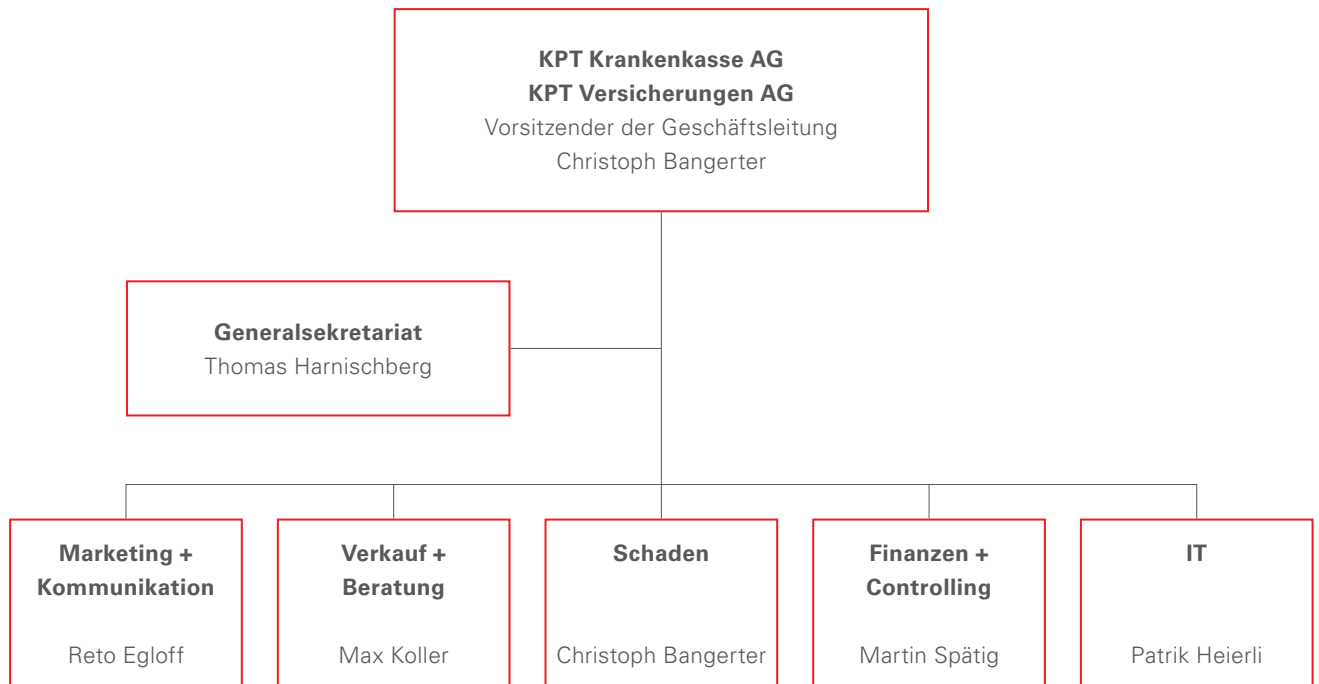 KPT Krankenkasse AG
KPT Versicherungen AG
Vorsitzender der Geschäftsleitung
Christoph Bangerter
Generalsekretariat
Thomas Harnischberg
Marketing +
Kommunikation
Reto Egloff
Verkauf +
Beratung
Max Koller
Schaden
Christoph Bangerter
Finanzen +
Controlling
Martin Spätig
IT
Patrik Heierli